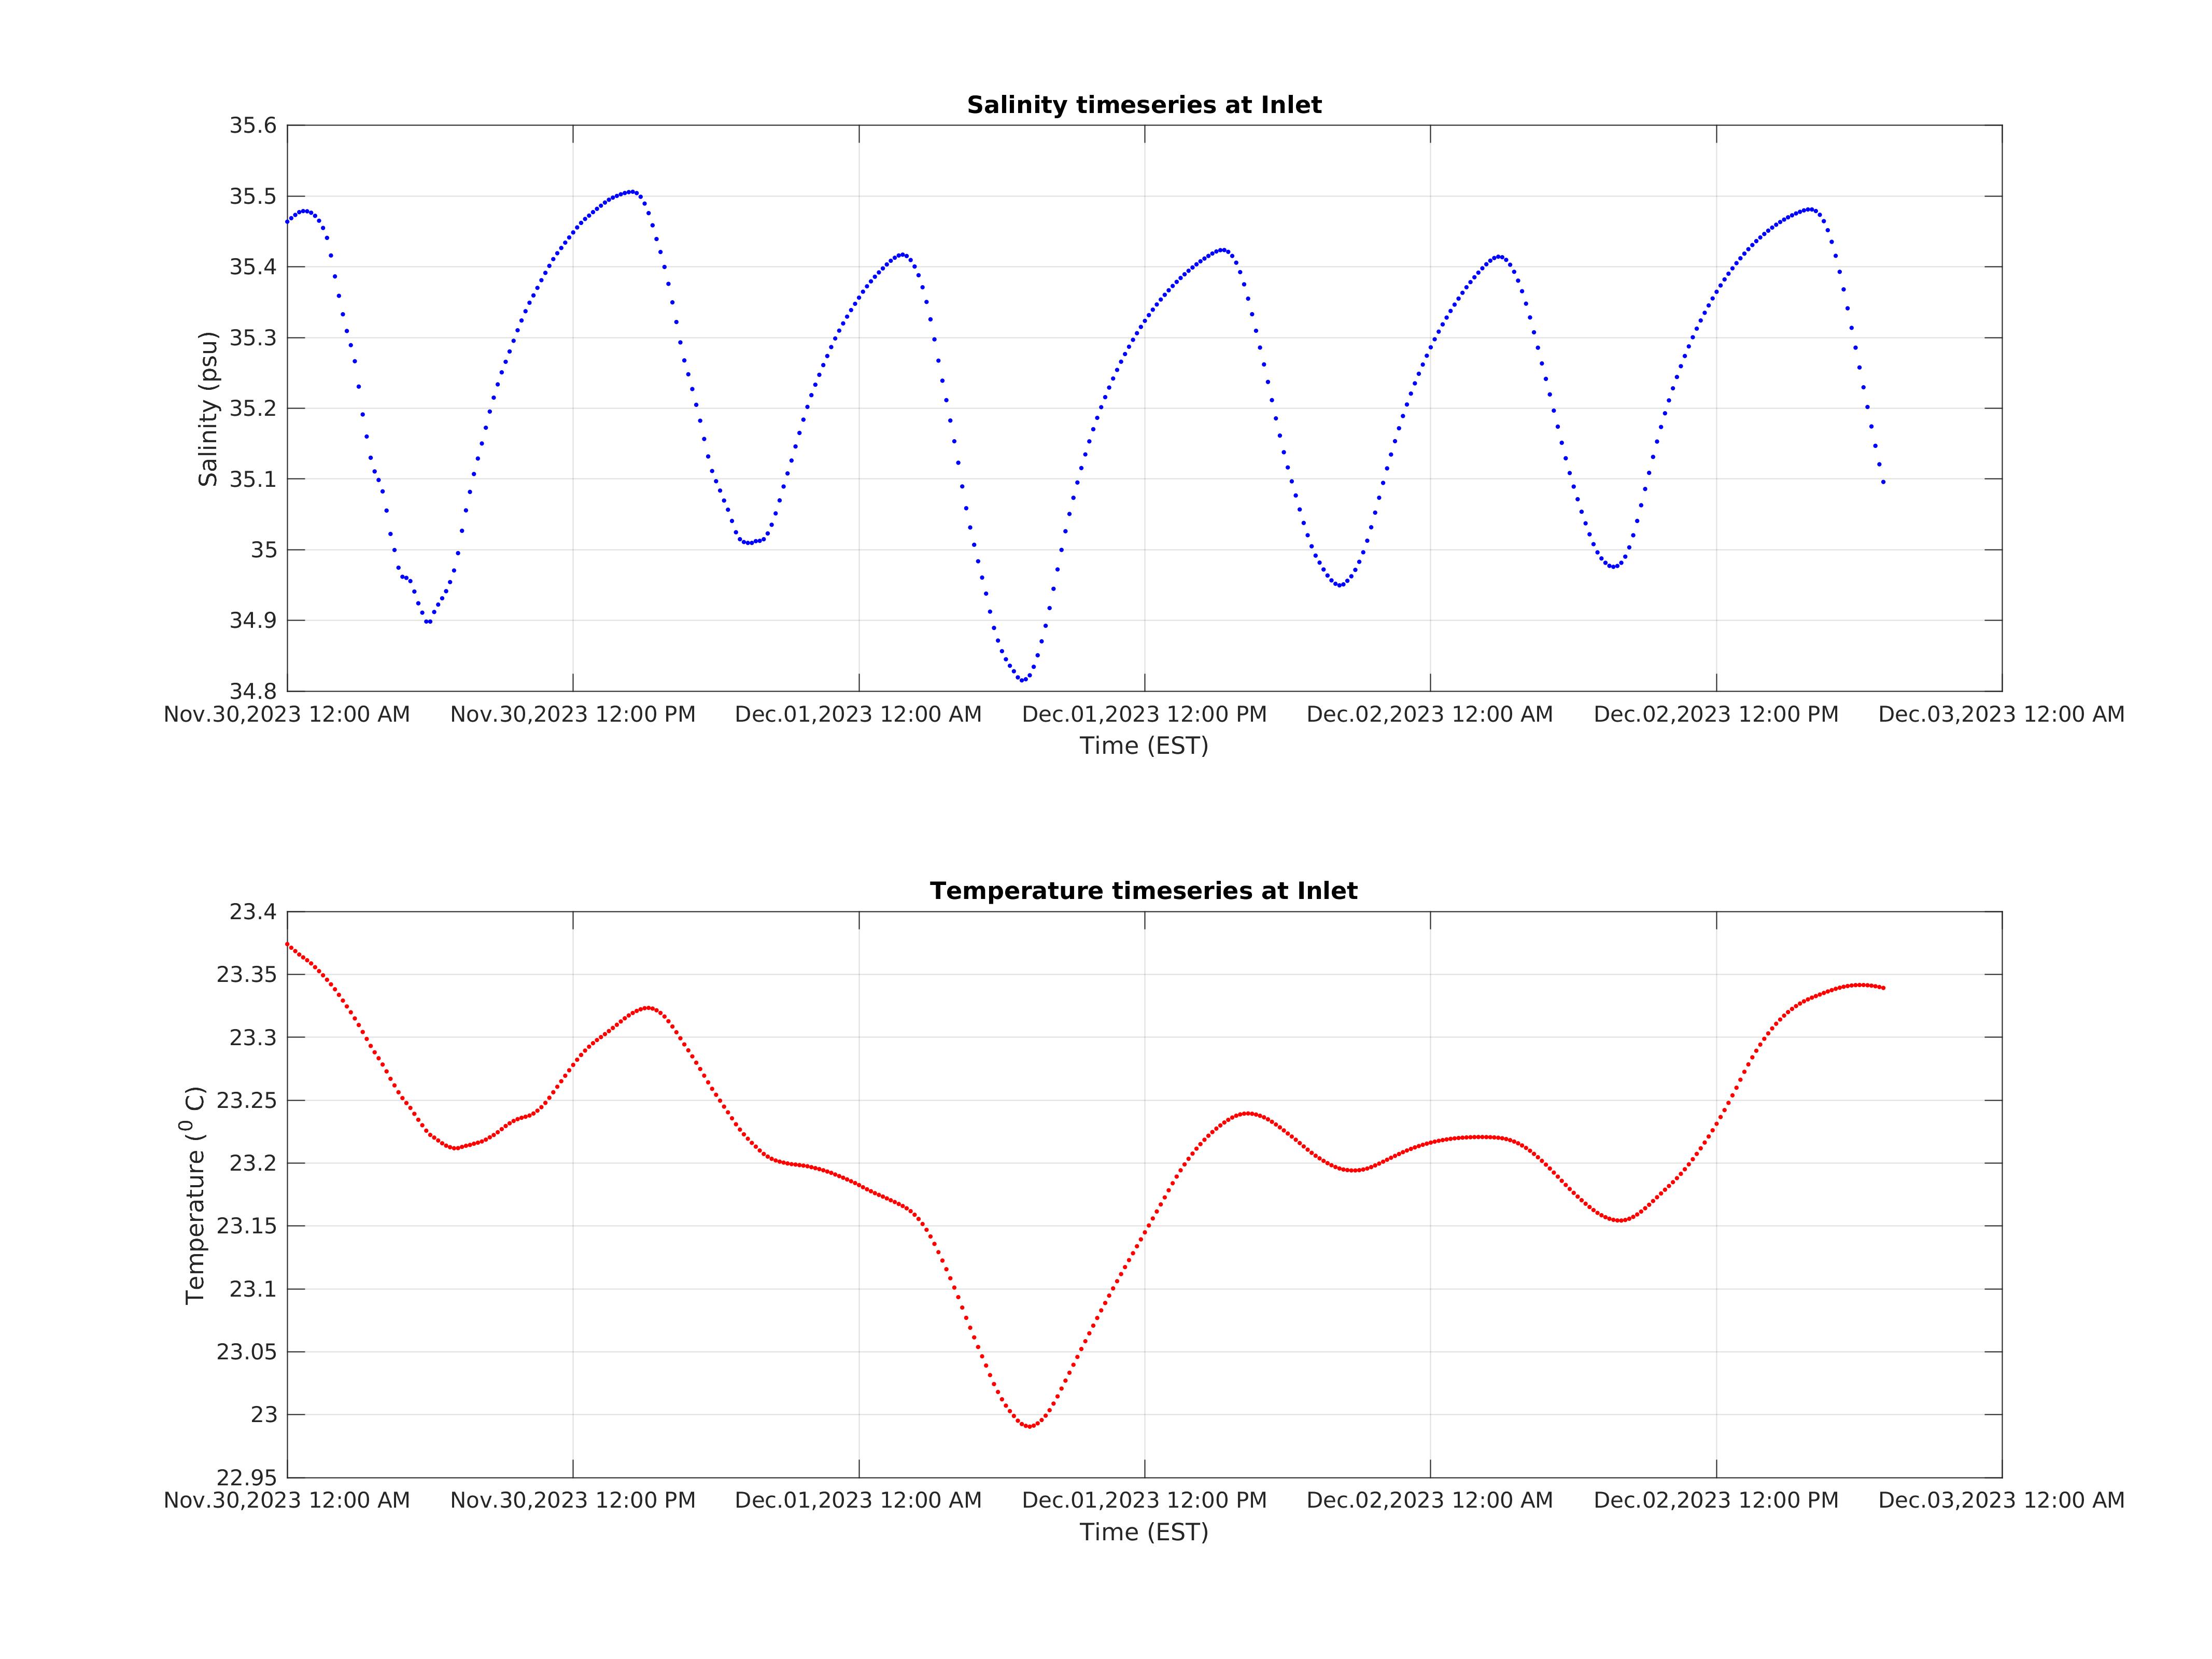 Salinity timeseries at Inlet
35.6
35.5
35.4
35.3
35.2
35.1
35
34.9
34.8
Salinity (psu)
Nov.30,2023 12:00 AM Nov.30,2023 12:00 PM Dec.01,2023 12:00 AM Dec.01,2023 12:00 PM Dec.02,2023 12:00 AM Dec.02,2023 12:00 PM Dec.03,2023 12:00 AM
Time (EST)
Temperature timeseries at Inlet
23.4
23.35
23.3
23.25
23.2
23.15
23.1
23.05
23
22.95
Temperature (⁰ C)
Nov.30,2023 12:00 AM Nov.30,2023 12:00 PM Dec.01,2023 12:00 AM Dec.01,2023 12:00 PM Dec.02,2023 12:00 AM Dec.02,2023 12:00 PM Dec.03,2023 12:00 AM
Time (EST)